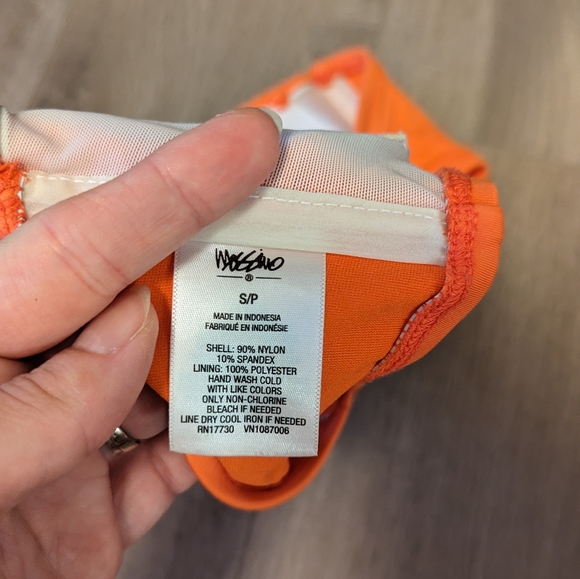 Mossimo
®
S/P
MADE IN INDONESIA
FABRIQUÉ EN INDONÉSIE
SHELL: 90% NYLON
10% SPANDEX
LINING: 100% POLYESTER
HAND WASH COLD
WITH LIKE COLORS
ONLY NON-CHLORINE
BLEACH IF NEEDED
LINE DRY COOL IRON IF NEEDED
RN17730 VN1087006